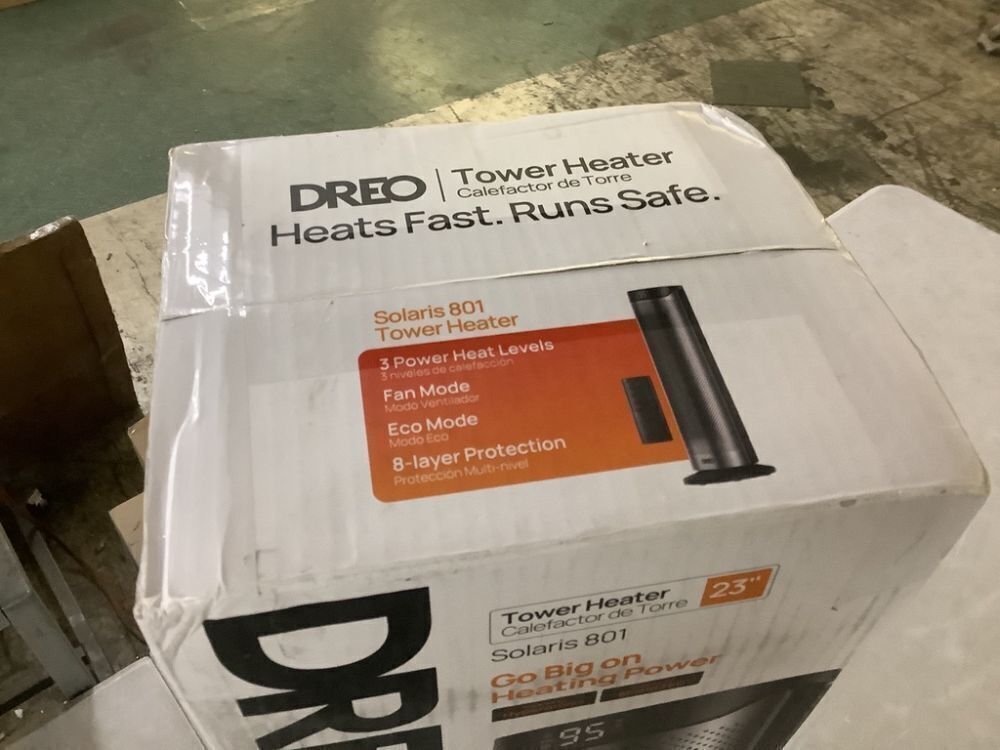 DREO
Tower Heater
Calefactor de Torre
Heats Fast. Runs Safe.
Solaris 801
Tower Heater
3 Power Heat Levels
3 niveles de calefacción
Fan Mode
Modo Ventilador
Eco Mode
Modo Eco
8-layer Protection
Protección Multi-nivel
DREO
Tower Heater
Calefactor de Torre
23"
Solaris 801
Go Big on
Heating Power
95